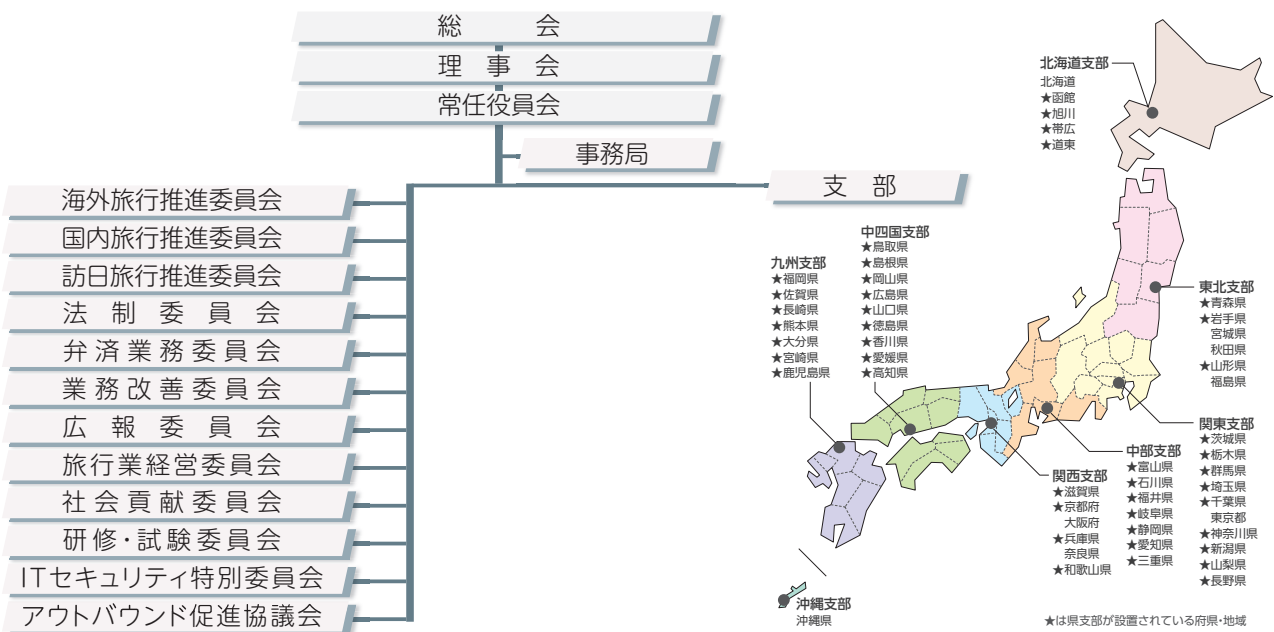 総会
理事会
常任役員会
事務局
支部
海外旅行推進委員会
国内旅行推進委員会
訪日旅行推進委員会
法制委員会
弁済業務委員会
業務改善委員会
広報委員会
旅行業経営委員会
社会貢献委員会
研修・試験委員会
ITセキュリティ特別委員会
アウトバウンド促進協議会
北海道支部
北海道
★函館
★旭川
★帯広
★道東
東北支部
★青森県
★岩手県
宮城県
秋田県
★山形県
福島県
関東支部
★茨城県
★栃木県
★群馬県
★埼玉県
★千葉県
東京都
★神奈川県
★新潟県
★山梨県
★長野県
中部支部
★富山県
★石川県
★福井県
★岐阜県
★静岡県
★愛知県
★三重県
関西支部
★滋賀県
★京都府
大阪府
★兵庫県
奈良県
★和歌山県
中四国支部
★鳥取県
★島根県
★岡山県
★広島県
★山口県
★徳島県
★香川県
★愛媛県
★高知県
九州支部
★福岡県
★佐賀県
★長崎県
★熊本県
★大分県
★宮崎県
★鹿児島県
沖縄支部
沖縄県
★は県支部が設置されている府県・地域